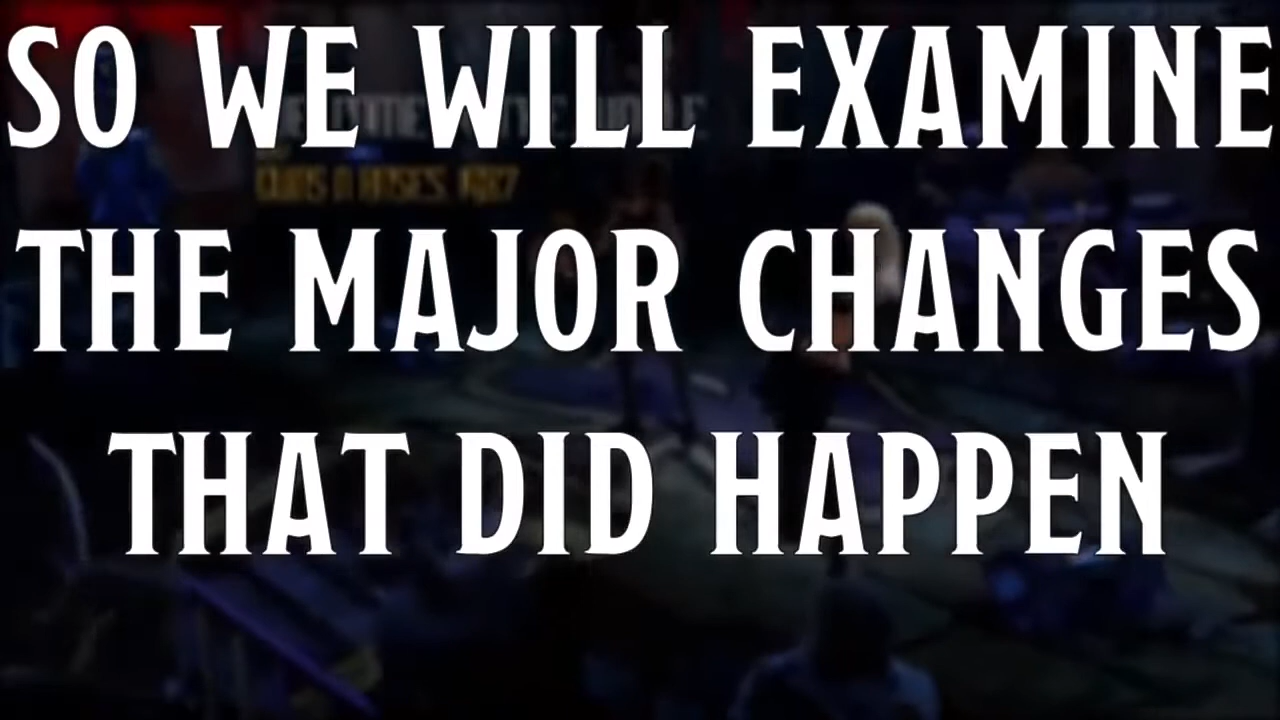 SO WE WILL EXAMINE
THE MAJOR CHANGES
THAT DID HAPPEN